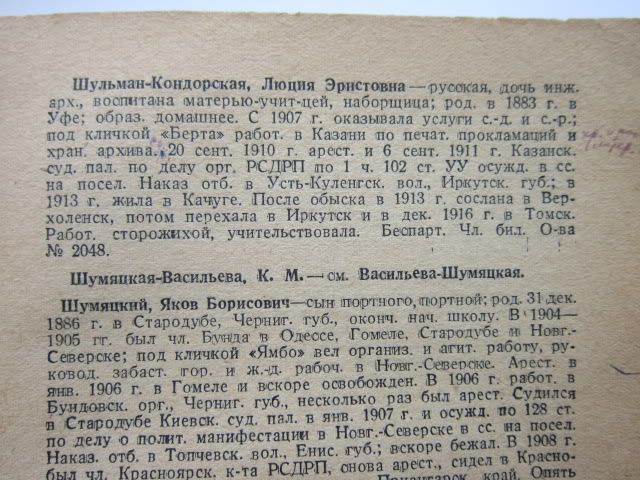 Шульман-Кондорская, Люция Эрнстовна — русская, дочь инж.
арх., воспитана матерью-учит-цей, наборщица; род. в 1883 г. в
Уфе; образ. домашнее. С 1907 г. оказывала услуги с.-д. и с.-р.;
под кличкой „Берта" работ. в Казани по печат. прокламаций и
хран. архива. 20 сент. 1910 г. арест. и 6 сент. 1911 г. Казанск.
суд. пал. по делу орг. РСДРП по 1 ч. 102 ст. УУ осужд. в сс.
на посел. Наказ отб. в Усть-Куленгск. вол., Иркутск. губ.; в
1913 г. жила в Качуге. После обыска в 1913 г. сослана в Вер-
холенск, потом перехала в Иркутск и в дек. 1916 г. в Томск.
Работ. сторожихой, учительствовала. Беспарт. Чл. бил. О-ва
№ 2048.
Шумяцкая-Васильева, К. М. — см. Васильева-Шумяцкая.
Шумяцкий, Яков Борисович — сын портного, портной; род. 31 дек.
1886 г. в Стародубе, Черниг. губ., оконч. нач. школу. В 1904—
1905 гг. был чл. Бунда в Одессе, Гомеле, Стародубе и Новг.-
Северске; под кличкой «Ямбо» вел организ. и агит. работу, ру-
ковод. забаст. гор. и ж.-д. рабоч. в Новг.-Северске. Арест. в
янв. 1906 г. в Гомеле и вскоре освобожден. В 1906 г. работ. в
Бундовск. орг., Черниг. губ., несколько раз был арест. Судился
в Стародубе Киевск. суд. пал. в янв. 1907 г. и осужд. по 128 ст.
по делу о полит. манифестации в Новг.-Северске в сс. на посел.
Наказ. отб. в Топчевск. вол., Енис. губ.; вскоре бежал. В 1908 г.
был чл. Красноярск. к-та РСДРП, снова арест., сидел в Красно-
край. Опять